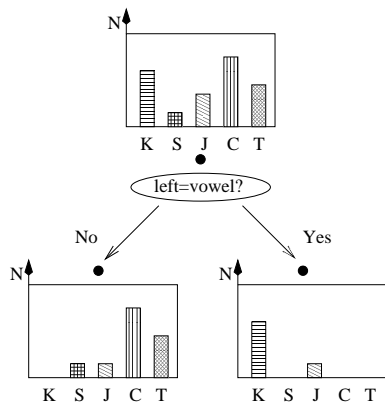 N
K S J C T
left=vowel?
No Yes
N N
K S J C T K S J C T